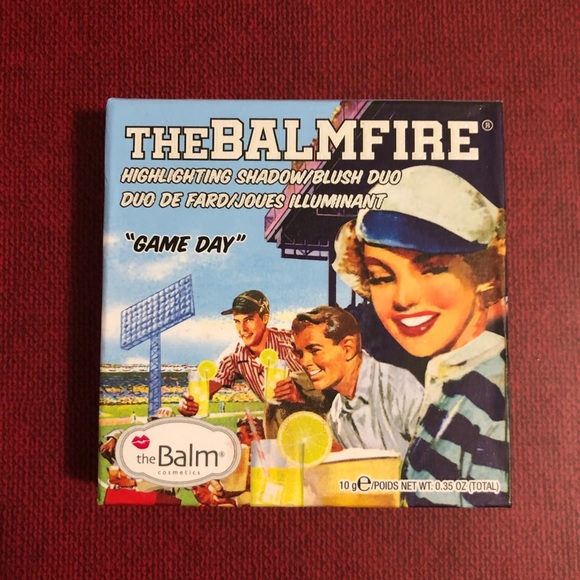 THEBALMFIRE®
HIGHLIGHTING SHADOW/BLUSH DUO
DUO DE FARD/JOUES ILLUMINANT
"GAME DAY"
theBalm®
cosmetics
10 g℮/POIDS NET WT. 0.35 OZ (TOTAL)